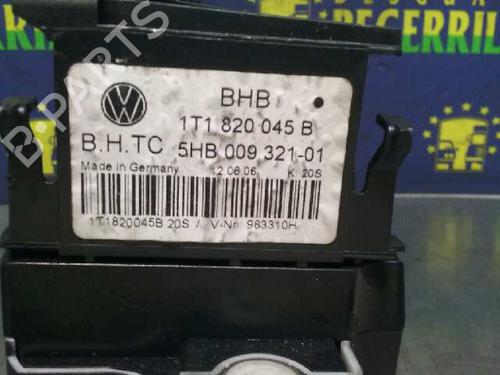 BHB
1T1 820 045 B
B.H.TC 5HB 009 321-01
Made in Germany 12.06.06 K 20S
1T1820045B 20S / V-Nr. 983310H
B-PARTS